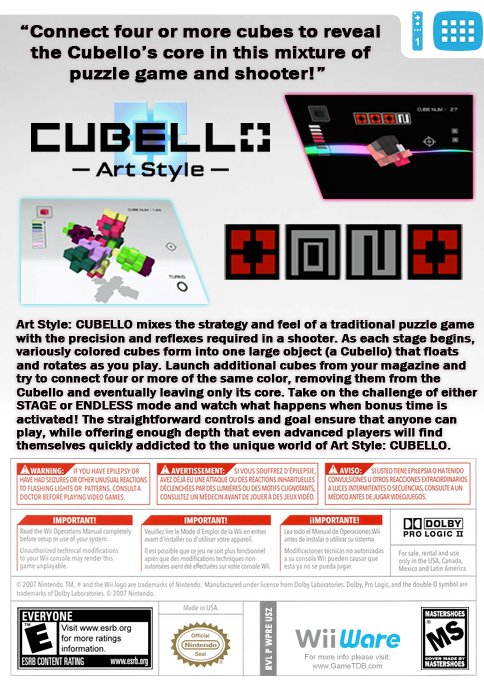 “Connect four or more cubes to reveal
the Cubello’s core in this mixture of
puzzle game and shooter!”
1
CUBELLO
— Art Style —
CUBE NUM : 27
CUBE NUM : 144
TURNS
0
Art Style: CUBELLO mixes the strategy and feel of a traditional puzzle game
with the precision and reflexes required in a shooter. As each stage begins,
variously colored cubes form into one large object (a Cubello) that floats
and rotates as you play. Launch additional cubes from your magazine and
try to connect four or more of the same color, removing them from the
Cubello and eventually leaving only its core. Take on the challenge of either
STAGE or ENDLESS mode and watch what happens when bonus time is
activated! The straightforward controls and goal ensure that anyone can
play, while offering enough depth that even advanced players will find
themselves quickly addicted to the unique world of Art Style: CUBELLO.
WARNING: IF YOU HAVE EPILEPSY OR
HAVE HAD SEIZURES OR OTHER UNUSUAL REACTIONS
TO FLASHING LIGHTS OR PATTERNS, CONSULT A
DOCTOR BEFORE PLAYING VIDEO GAMES.
AVERTISSEMENT: SI VOUS SOUFFREZ D'ÉPILEPSIE,
AVEZ DÉJÀ EU UNE ATTAQUE OU DES RÉACTIONS INHABITUELLES
DÉCLENCHÉES PAR DES LUMIÈRES OU DES MOTIFS CLIGNOTANTS,
CONSULTEZ UN MÉDECIN AVANT DE JOUER À DES JEUX VIDÉO.
AVISO: SI USTED TIENE EPILEPSIA O HA TENIDO
CONVULSIONES U OTROS REACCIONES EXTRAORDINARIOS
A LUCES INTERMITENTES O SECUENCIAS, CONSULTE A UN
MÉDICO ANTES DE JUGAR VIDEOJUEGOS.
IMPORTANT!
Read the Wii Operations Manual completely
before setup or use of your system.
Unauthorized technical modifications
to your Wii console may render this
game unplayable.
IMPORTANT!
Veuillez lire le Mode d'Emploi de la Wii en entier
avant d'installer ou d'utiliser votre appareil.
Il est possible que ce jeu ne soit plus fonctionnel
après que des modifications techniques non-
autorisées aient été effectuées sur votre console Wii.
¡IMPORTANTE!
Lea todo el Manual de Operaciones Wii
antes de instalar o utilizar su sistema.
Modificaciones técnicas no autorizadas
a su consola Wii pueden causar que
esta ya no se pueda jugar.
DOLBY
PRO LOGIC II
For sale, rental and use
only in the USA, Canada,
Mexico and Latin America.
© 2007 Nintendo. TM, ® and the Wii logo are trademarks of Nintendo. Manufactured under license from Dolby Laboratories. Dolby, Pro Logic, and the double-D symbol are
trademarks of Dolby Laboratories. © 2007 Nintendo.
EVERYONE
E
Visit www.esrb.org
for more ratings
information.
ESRB CONTENT RATING www.esrb.org
Made in USA.
Official
Nintendo
Seal
RVL P WPRE USZ
WiiWare
For more info please visit:
www.GameTDB.com
MASTERSHOES
MS
COVER MADE BY
MASTERSHOES